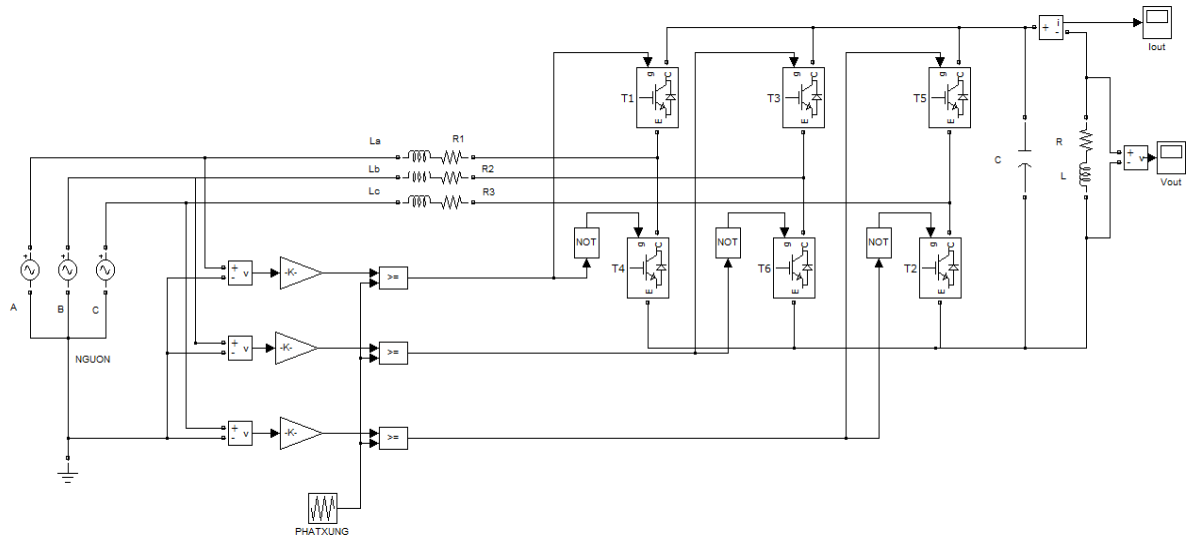 i
+
-
Iout
g
C
T1
E
g
C
T3
E
g
C
T5
E
La
R1
Lb
R2
Lc
R3
C
R
L
+
-
v
Vout
NOT
g
C
T4
E
NOT
g
C
T6
E
NOT
g
C
T2
E
+
+
+
A
B
C
NGUON
+
-
v
-K-
>=
+
-
v
-K-
>=
+
-
v
-K-
>=
PHATXUNG